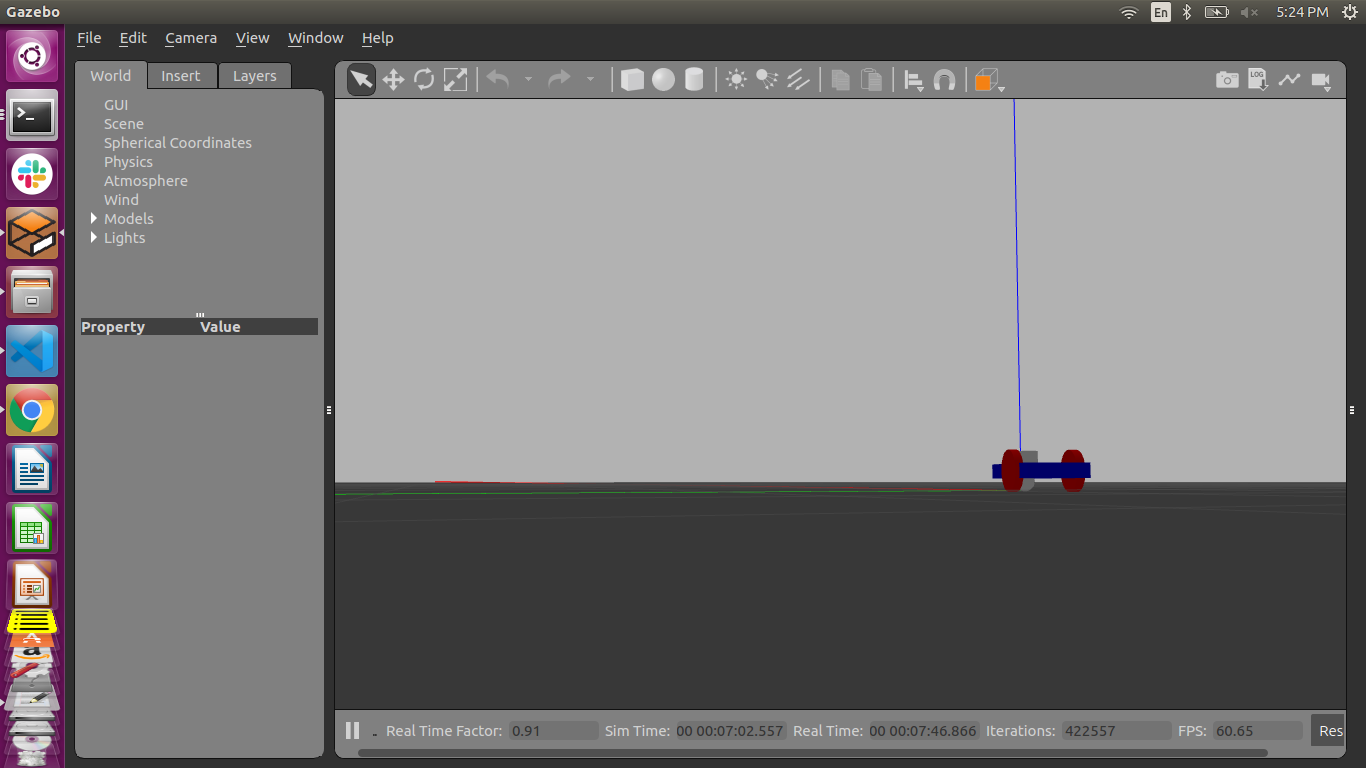 Gazebo
En
5:24 PM
File Edit Camera View Window Help
World Insert Layers
LOG
GUI
Scene
Spherical Coordinates
Physics
Atmosphere
Wind
Models
Lights
Property Value
a
Real Time Factor: 0.91 Sim Time: 00 00:07:02.557 Real Time: 00 00:07:46.866 Iterations: 422557 FPS: 60.65 Res